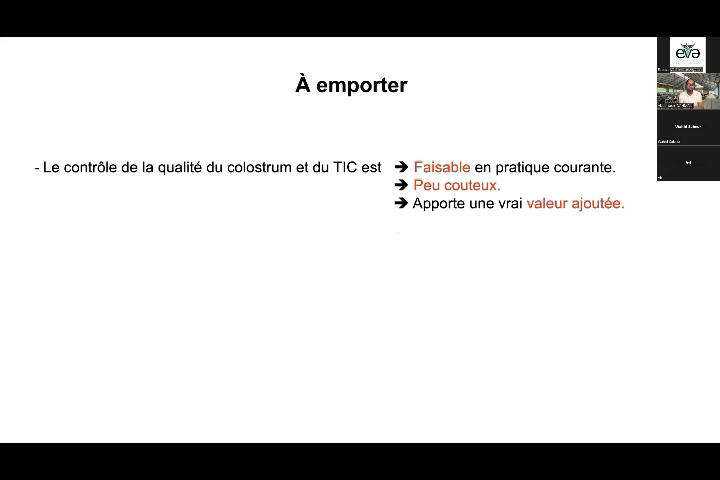 À emporter
- Le contrôle de la qualité du colostrum et du TIC est ➔ Faisable en pratique courante.
➔ Peu couteux.
➔ Apporte une vrai valeur ajoutée.
eva